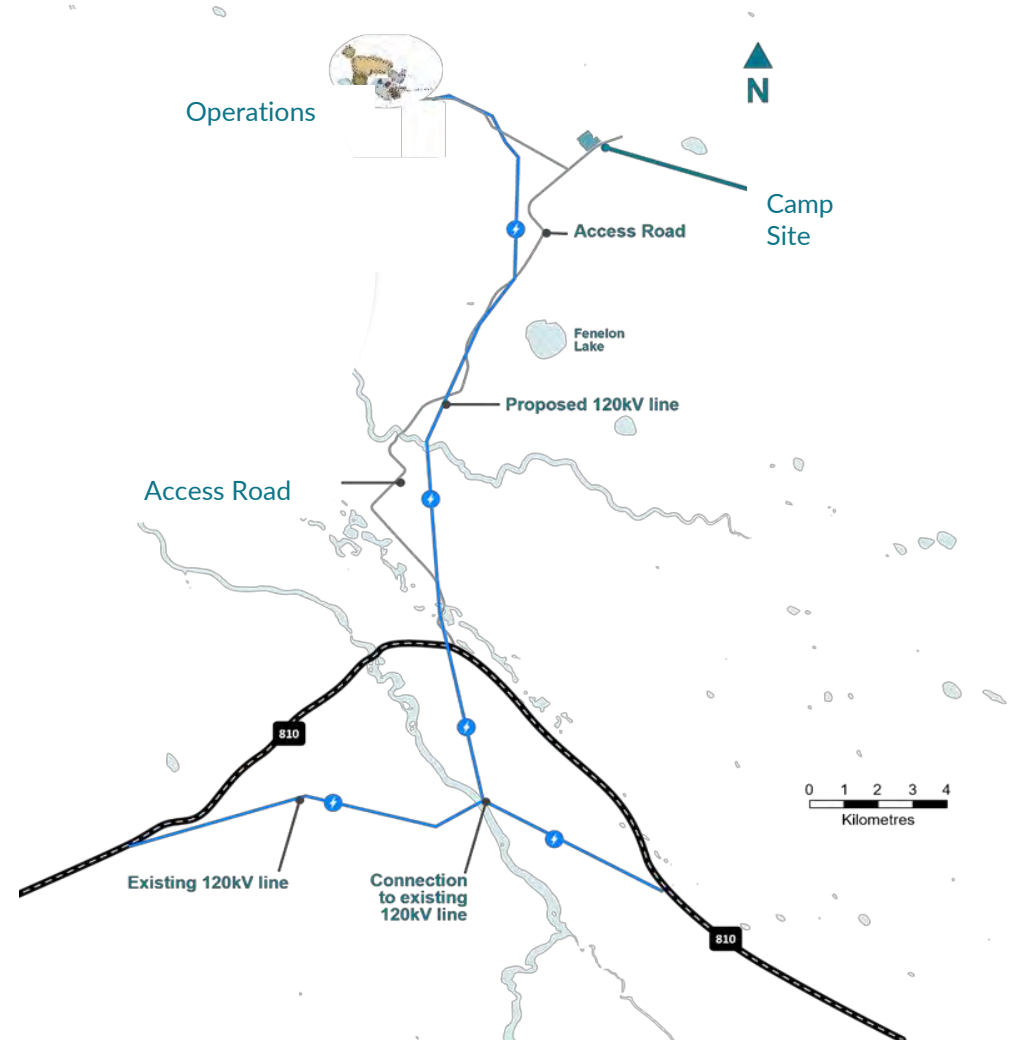 N
Operations
Camp
Site
Access Road
Fenelon
Lake
Proposed 120kV line
Access Road
810
0 1 2 3 4
Kilometres
Existing 120kV line
Connection
to existing
120kV line
810